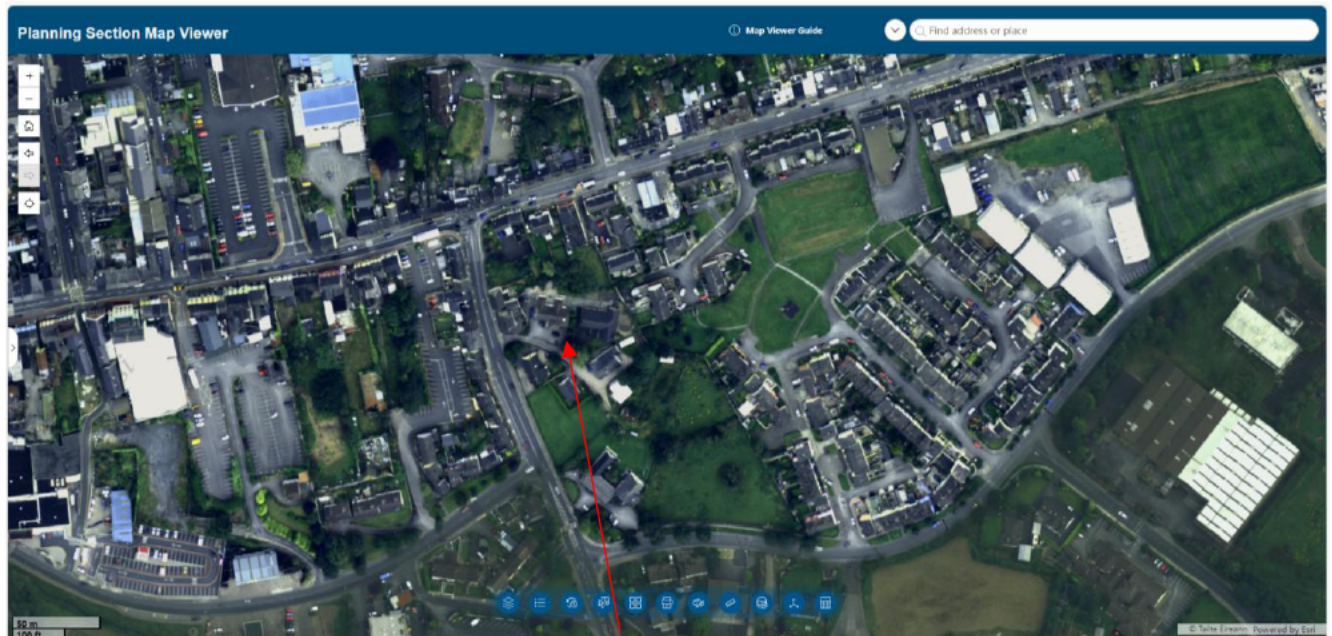 Planning Section Map Viewer
Map Viewer Guide
Find address or place
50 m
100 ft
© Tailte Éireann Powered by Esri